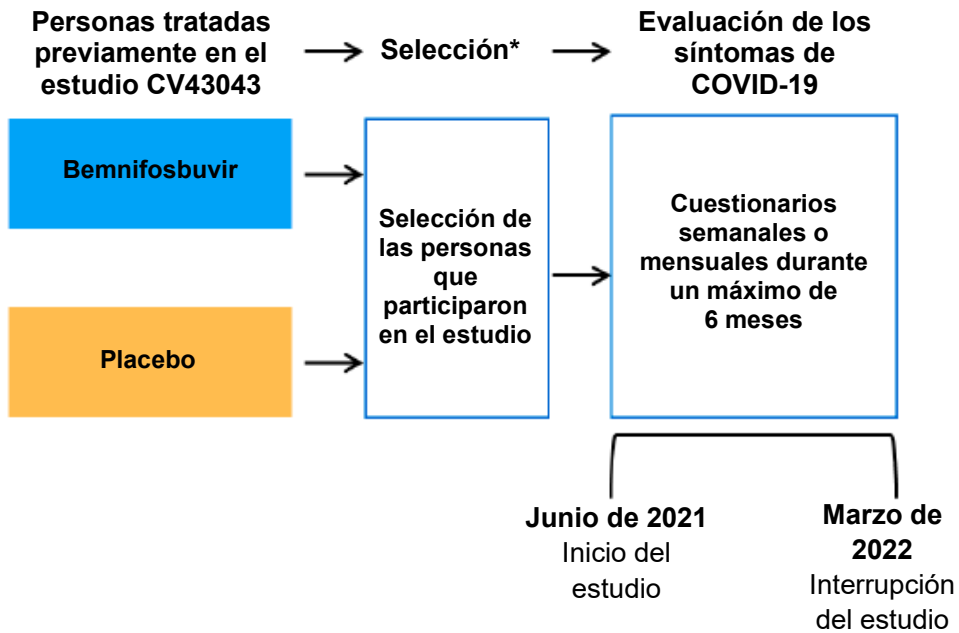 Personas tratadas
previamente en el
estudio CV43043
Selección*
Evaluación de los
síntomas de
COVID-19
Bemnifosbuvir
Placebo
Selección de
las personas
que
participaron
en el estudio
Cuestionarios
semanales o
mensuales durante
un máximo de
6 meses
Junio de 2021
Inicio del
estudio
Marzo de
2022
Interrupción
del estudio